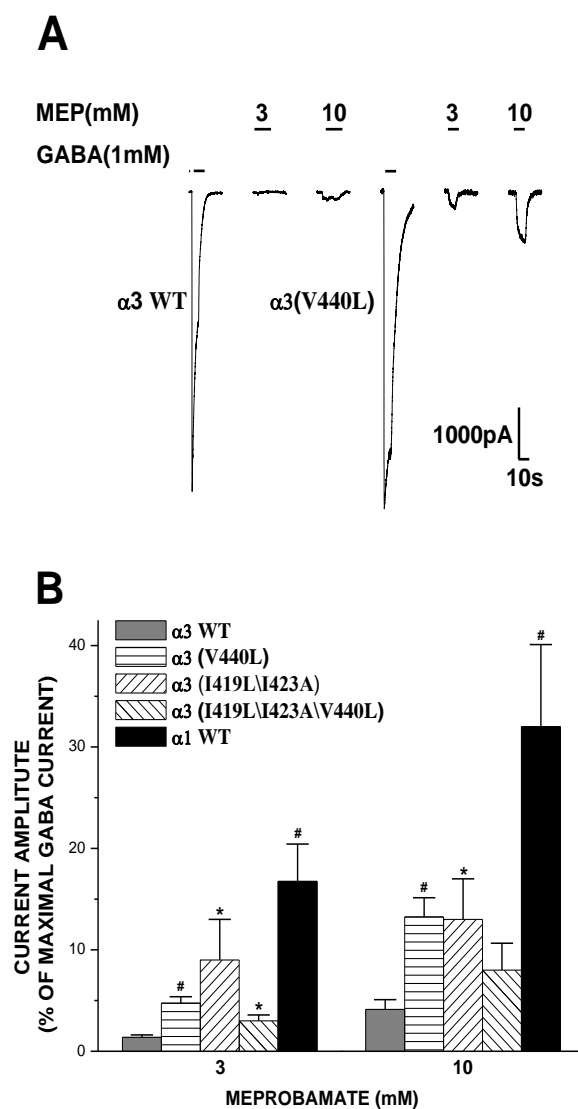 A
MEP(mM) 3 10 3 10
GABA(1mM)
α3 WT α3(V440L)
1000pA
10s
B
α3 WT
α3 (V440L)
α3 (I419L\I423A)
α3 (I419L\I423A\V440L)
α1 WT
CURRENT AMPLITUDE
(% OF MAXIMAL GABA CURRENT)
40
30
20
10
0
# * * # # * #
3 10
MEPROBAMATE (mM)